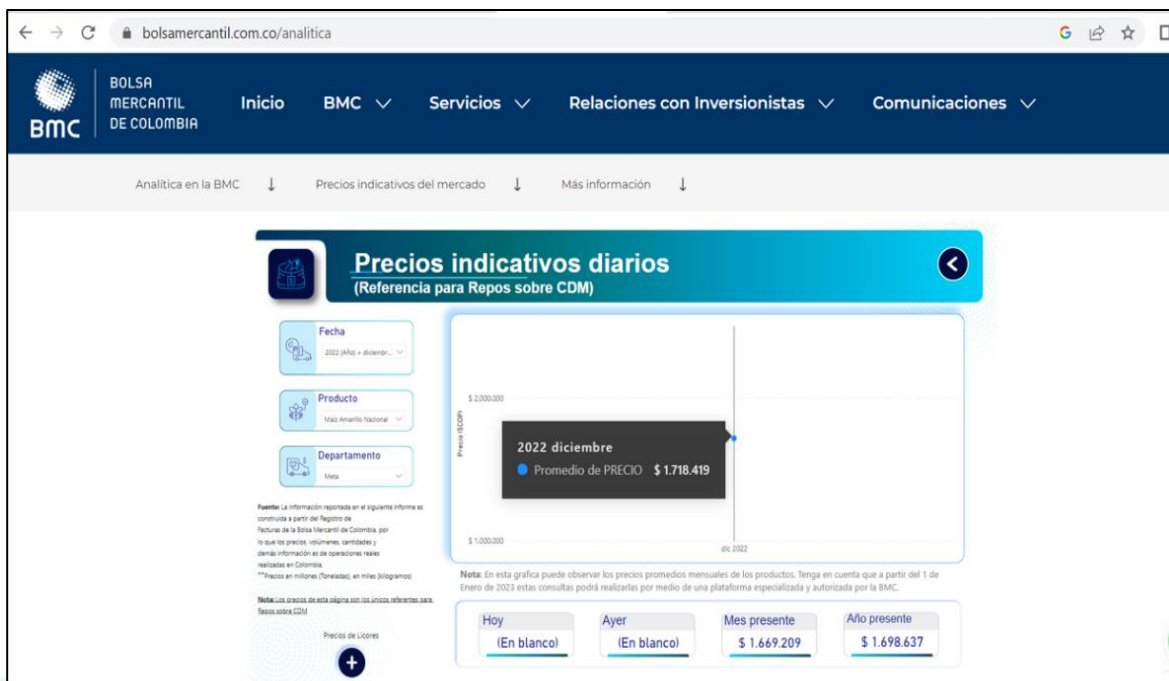 bolsamercantil.com.co/analitica
BOLSA
MERCANTIL
DE COLOMBIA
BMC
Inicio
BMC
Servicios
Relaciones con Inversionistas
Comunicaciones
Analítica en la BMC
Precios indicativos del mercado
Más información
Precios indicativos diarios
(Referencia para Repos sobre CDM)
Fecha
2022 (Año) + diciembr...
Producto
Maíz Amarillo Nacional
Departamento
Meta
Fuente: La información reportada en el siguiente informe es
construida a partir del Registro de
Facturas de la Bolsa Mercantil de Colombia, por
lo que los precios, volúmenes, cantidades y
demás información es de operaciones reales
realizadas en Colombia.
***Precios en millones (Toneladas), en miles (kilogramos)
Nota: Los precios de esta página son los únicos referentes para
Repos sobre CDM
Precios de Licores
Precio ($COP)
$ 2.000.000
2022 diciembre
Promedio de PRECIO $ 1.718.419
$ 1.000.000
dic 2022
Nota: En esta grafica puede observar los precios promedios mensuales de los productos. Tenga en cuenta que a partir del 1 de
Enero de 2023 estas consultas podrá realizarlas por medio de una plataforma especializada y autorizada por la BMC.
Hoy
(En blanco)
Ayer
(En blanco)
Mes presente
$ 1.669.209
Año presente
$ 1.698.637